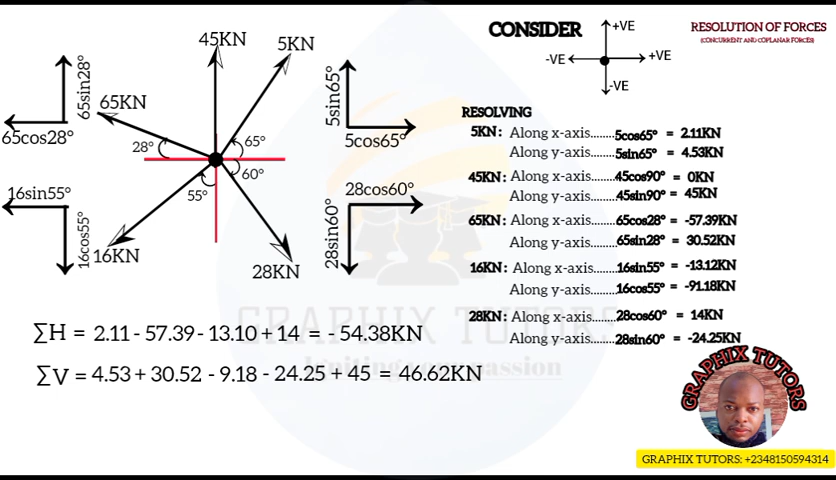 CONSIDER
+VE
-VE
+VE
-VE
RESOLUTION OF FORCES
(CONCURRENT AND COPLANAR FORCES)
45KN
5KN
65KN
28°
65°
60°
55°
16KN
28KN
65sin28°
65cos28°
16sin55°
16cos55°
5sin65°
5cos65°
28cos60°
28sin60°
RESOLVING
5KN: Along x-axis......5cos65° = 2.11KN
Along y-axis......5sin65° = 4.53KN
45KN: Along x-axis......45cos90° = 0KN
Along y-axis......45sin90° = 45KN
65KN: Along x-axis......65cos28° = -57.39KN
Along y-axis......65sin28° = 30.52KN
16KN: Along x-axis......16sin55° = -13.12KN
Along y-axis......16cos55° = -91.18KN
28KN: Along x-axis......28cos60° = 14KN
Along y-axis......28sin60° = -24.25KN
∑H = 2.11 - 57.39 - 13.10 + 14 = - 54.38KN
∑V = 4.53 + 30.52 - 9.18 - 24.25 + 45 = 46.62KN
GRAPHIX TUTORS
GRAPHIX TUTORS
GRAPHIX TUTORS: +2348150594314